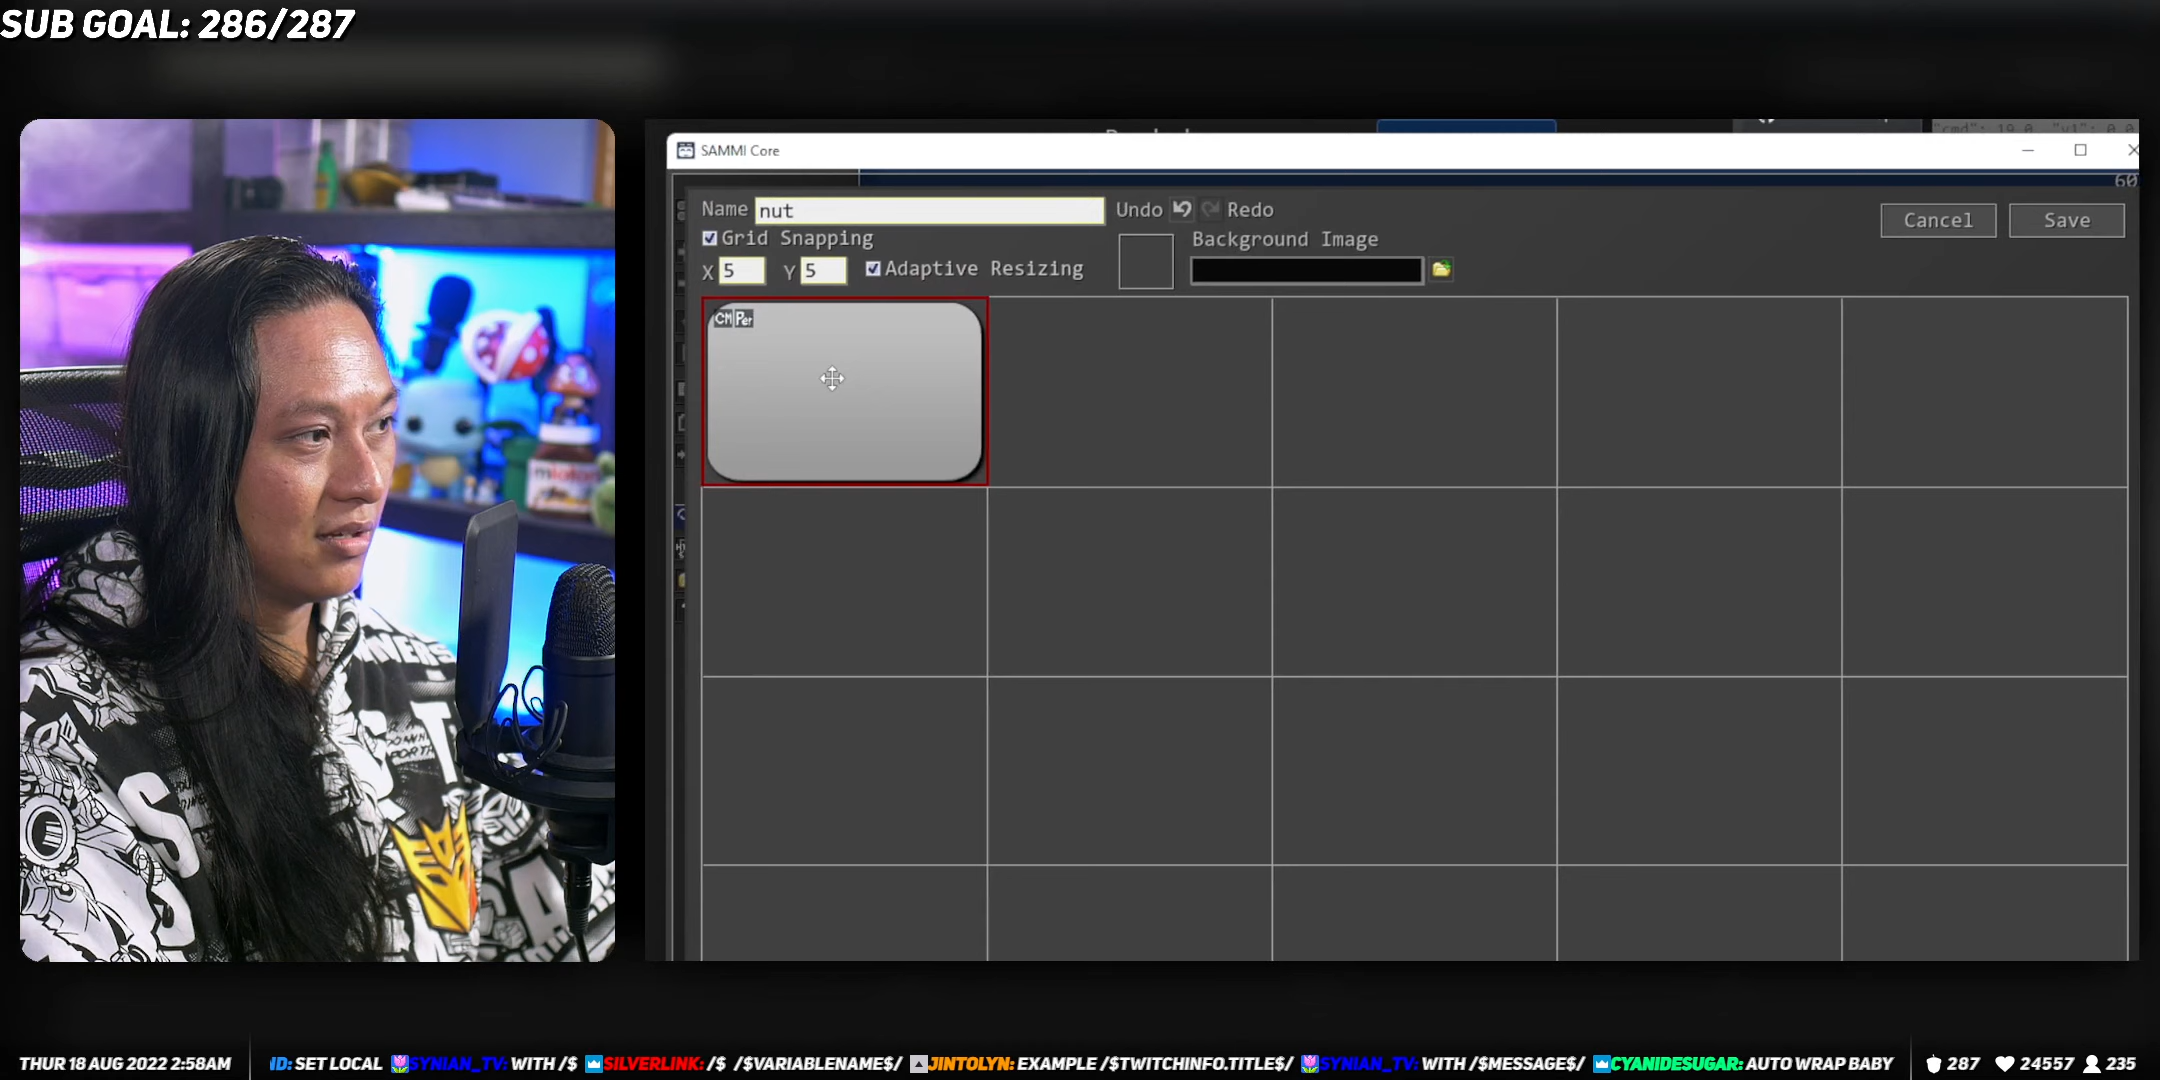 SUB GOAL: 286/287
SAMMI Core
60
Name nut Undo Redo
Cancel Save
Grid Snapping
Background Image
X 5 Y 5 Adaptive Resizing
CM Per
THUR 18 AUG 2022 2:58AM ID: SET LOCAL SYNIAN_TV: WITH /$ SILVERLINK: /$ /$VARIABLENAME$/ JINTOLYN: EXAMPLE /$TWITCHINFO.TITLE$/ SYNIAN_TV: WITH /$MESSAGE$/ CYANIDESUGAR: AUTO WRAP BABY 287 24557 235